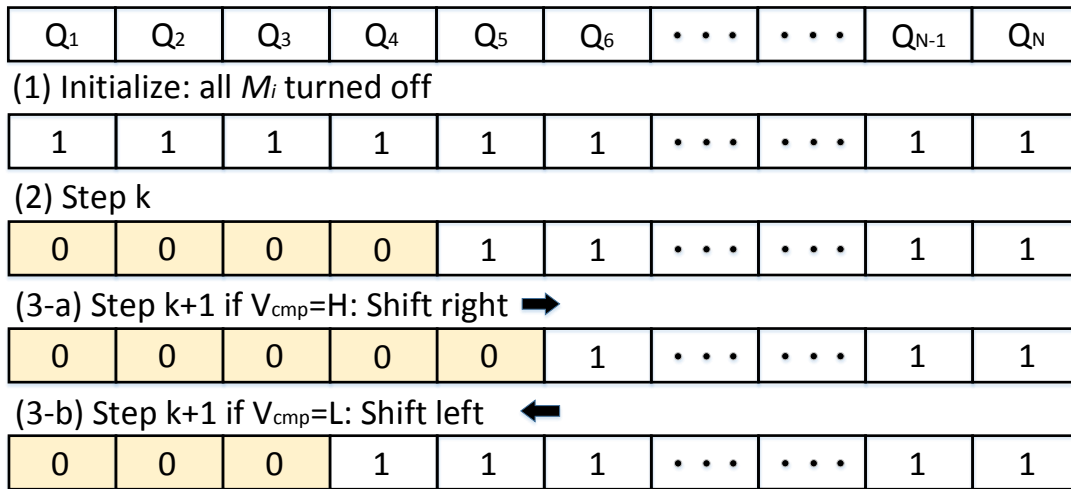 Q1 Q2 Q3 Q4 Q5 Q6 • • • • • • QN-1 QN
(1) Initialize: all Mi turned off
1 1 1 1 1 1 • • • • • • 1 1
(2) Step k
0 0 0 0 1 1 • • • • • • 1 1
(3-a) Step k+1 if Vcmp=H: Shift right
0 0 0 0 0 1 • • • • • • 1 1
(3-b) Step k+1 if Vcmp=L: Shift left
0 0 0 1 1 1 • • • • • • 1 1